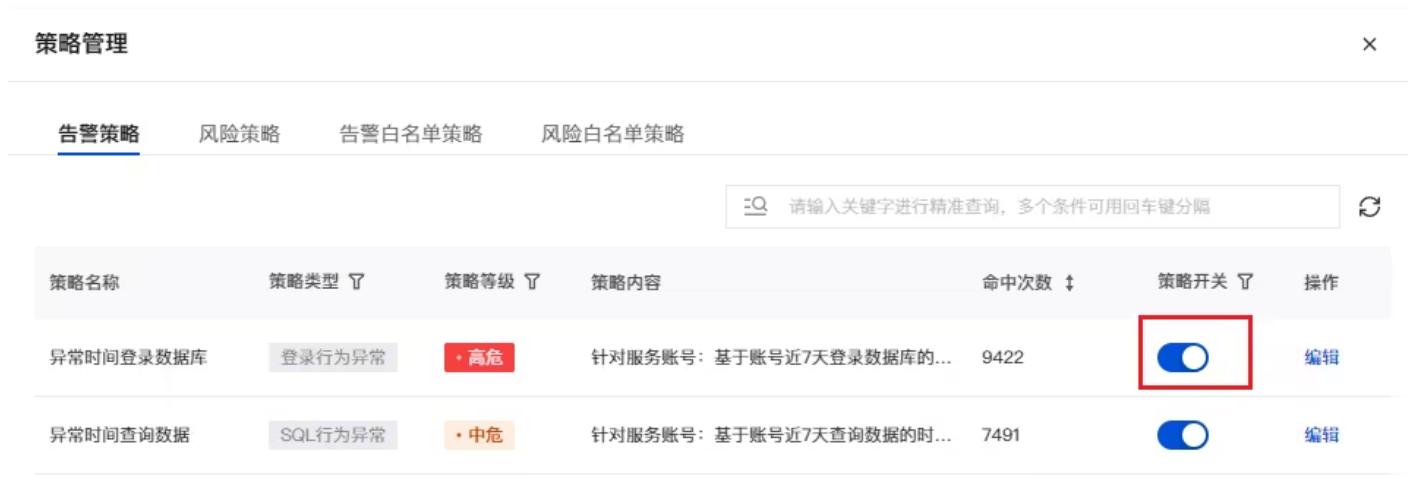 策略管理
告警策略 风险策略 告警白名单策略 风险白名单策略
请输入关键字进行精准查询，多个条件可用回车键分隔
策略名称 策略类型 策略等级 策略内容 命中次数 策略开关 操作
异常时间登录数据库 登录行为异常 高危 针对服务账号：基于账号近7天登录数据库的... 9422 编辑
异常时间查询数据 SQL行为异常 中危 针对服务账号：基于账号近7天查询数据的时... 7491 编辑